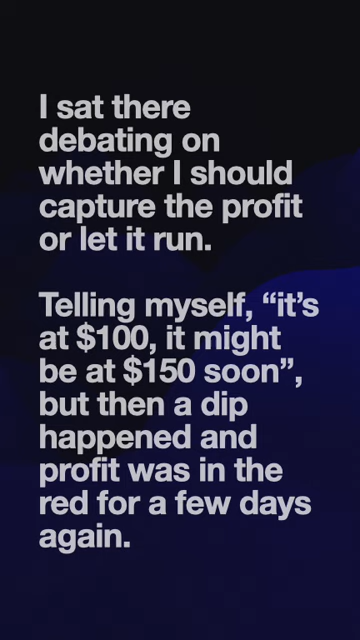 I sat there
debating on
whether I should
capture the profit
or let it run.
Telling myself, “it’s
at $100, it might
be at $150 soon”,
but then a dip
happened and
profit was in the
red for a few days
again.